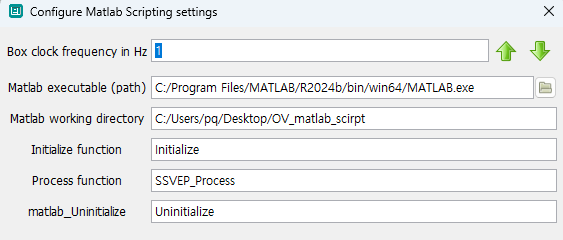 Configure Matlab Scripting settings
Box clock frequency in Hz 1
Matlab executable (path) C:/Program Files/MATLAB/R2024b/bin/win64/MATLAB.exe
Matlab working directory C:/Users/pq/Desktop/OV_matlab_scirpt
Initialize function Initialize
Process function SSVEP_Process
matlab_Uninitialize Uninitialize